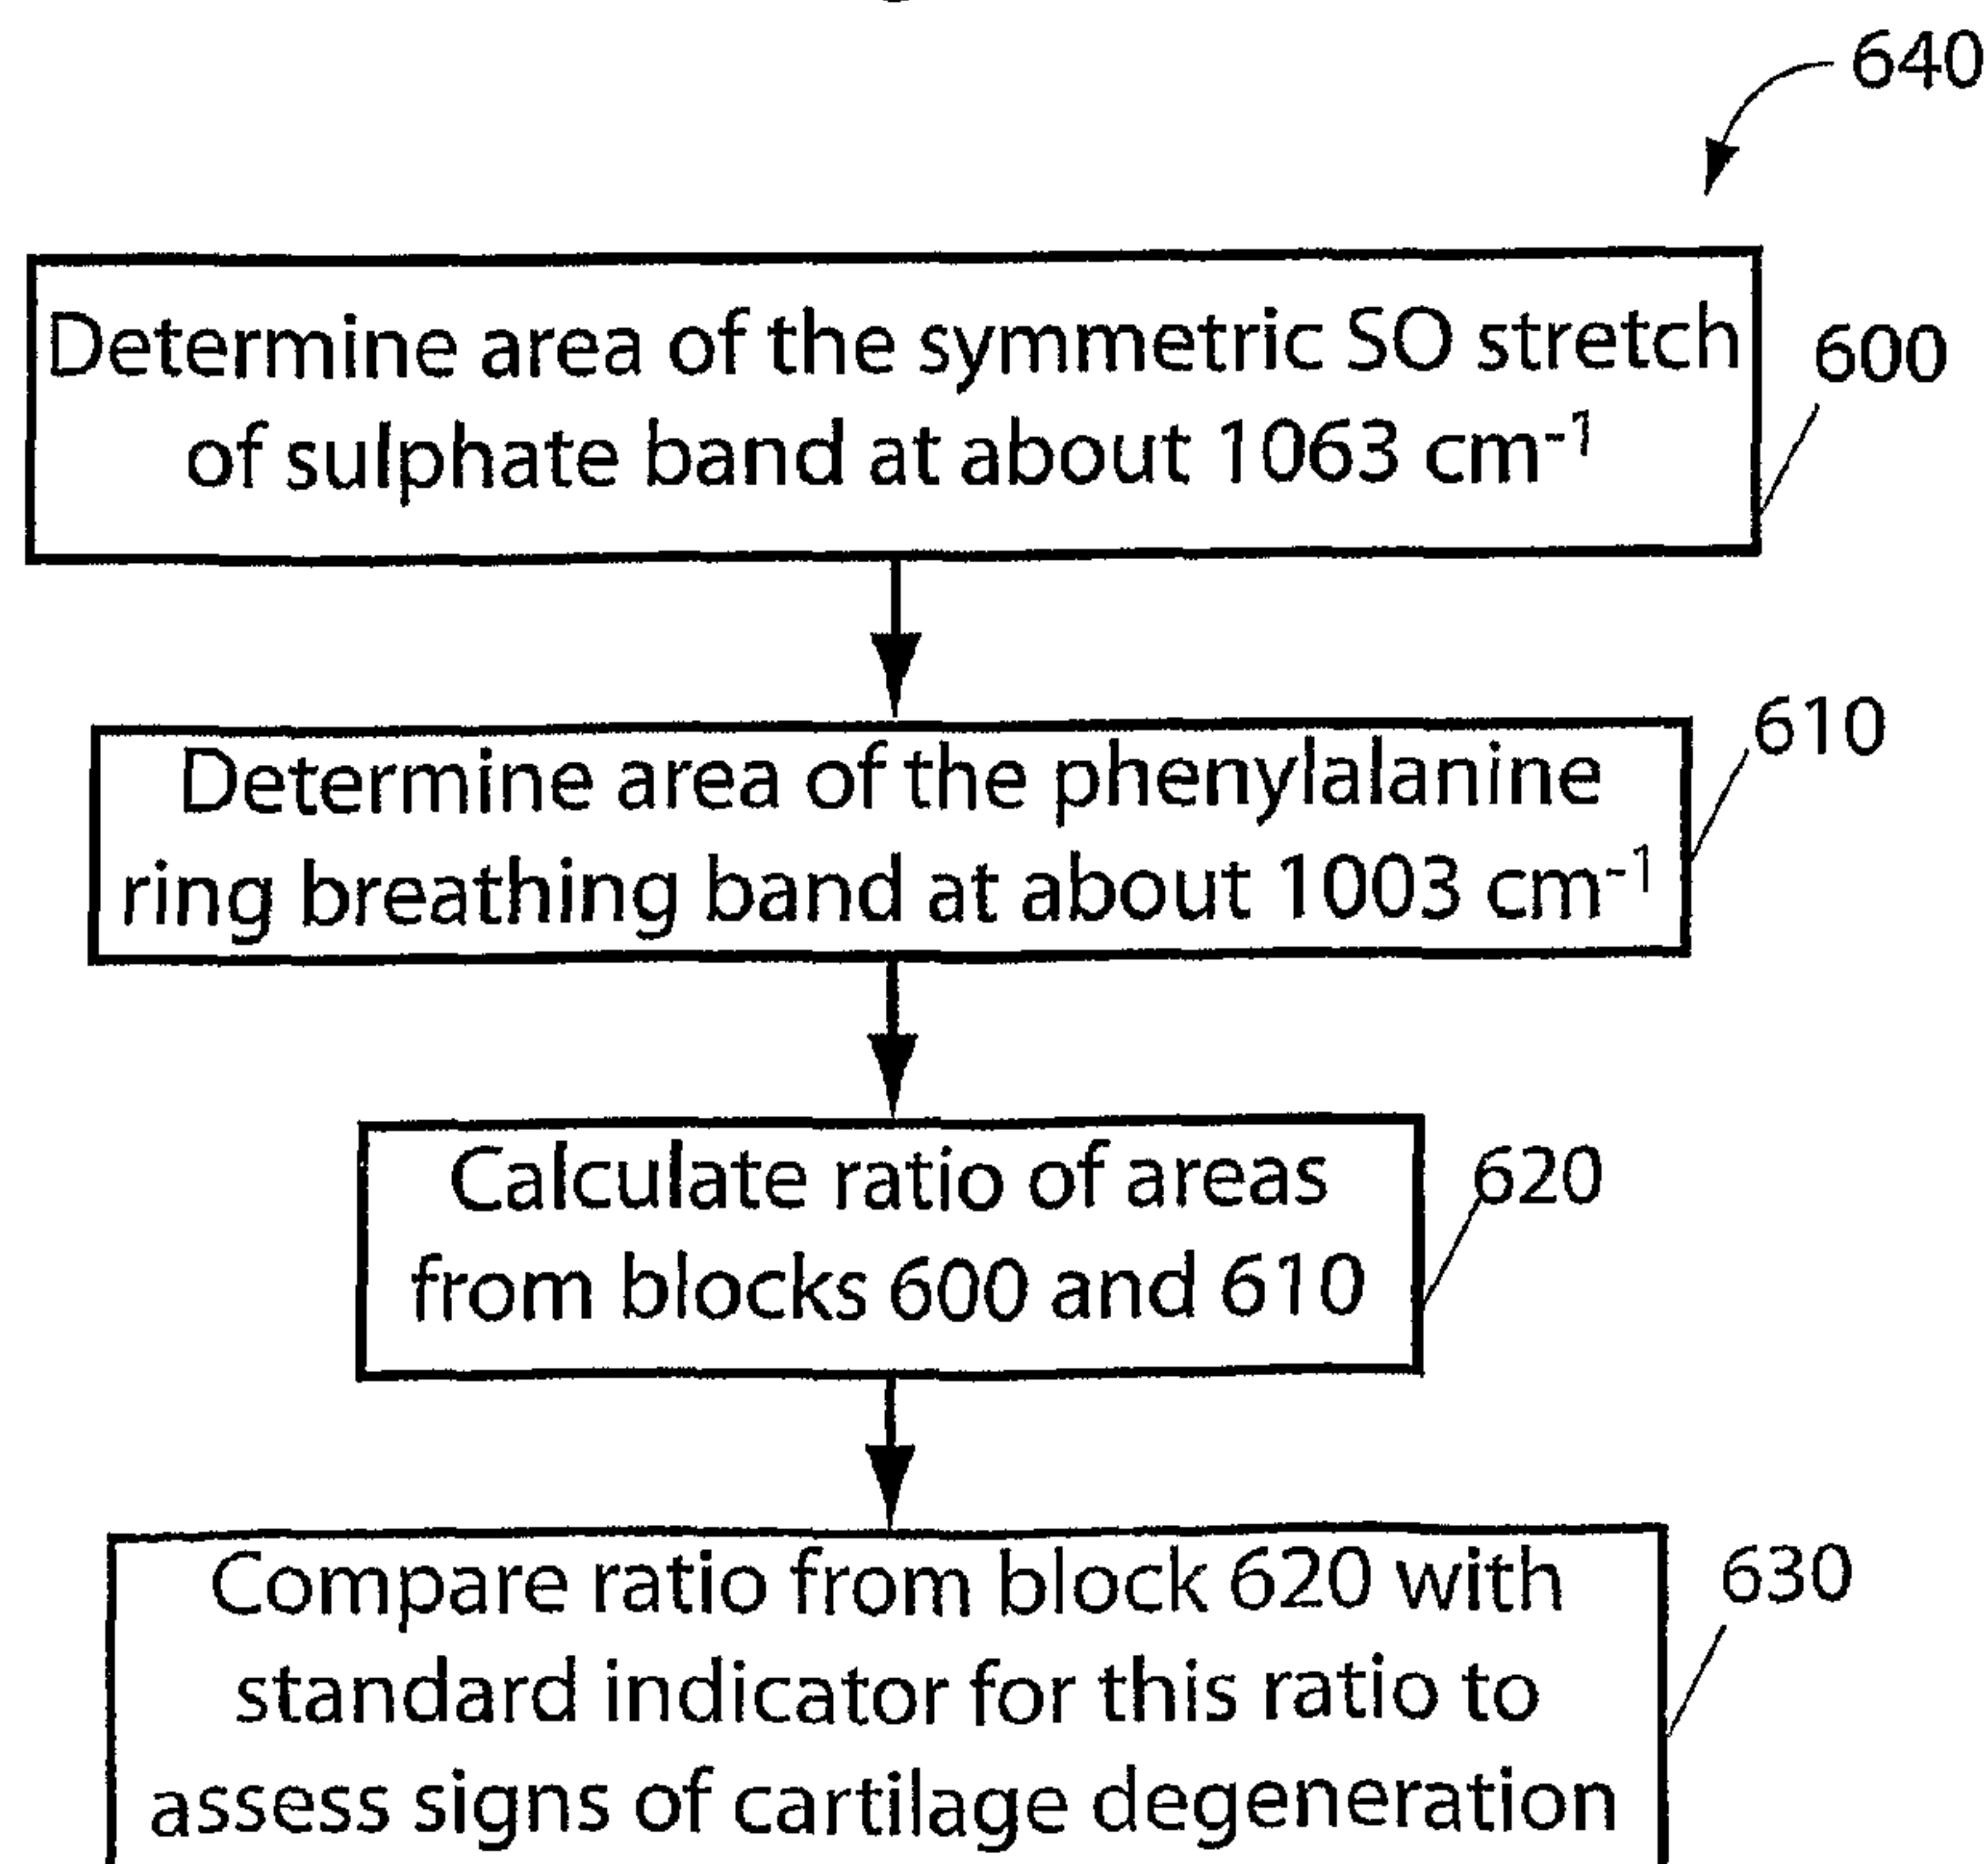 640
Determine area of the symmetric SO stretch
of sulphate band at about 1063 cm⁻¹
600
Determine area of the phenylalanine
ring breathing band at about 1003 cm⁻¹
610
Calculate ratio of areas
from blocks 600 and 610
620
Compare ratio from block 620 with
standard indicator for this ratio to
assess signs of cartilage degeneration
630